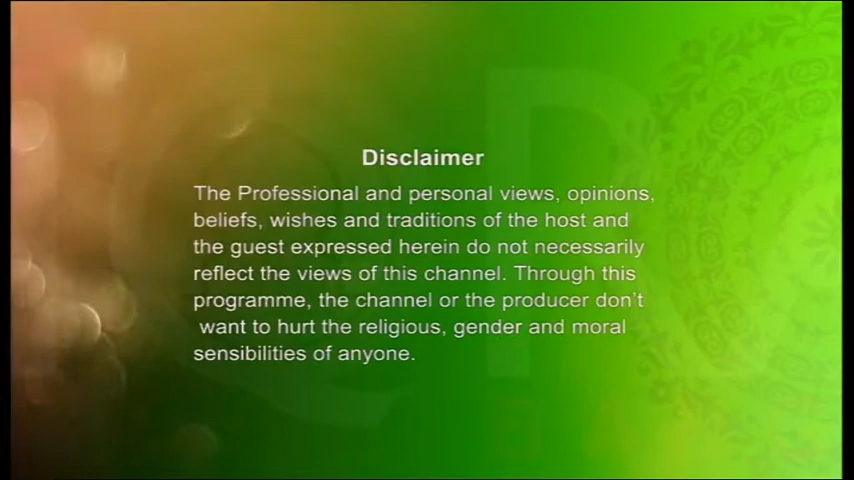 Disclaimer
The Professional and personal views, opinions,
beliefs, wishes and traditions of the host and
the guest expressed herein do not necessarily
reflect the views of this channel. Through this
programme, the channel or the producer don't
want to hurt the religious, gender and moral
sensibilities of anyone.